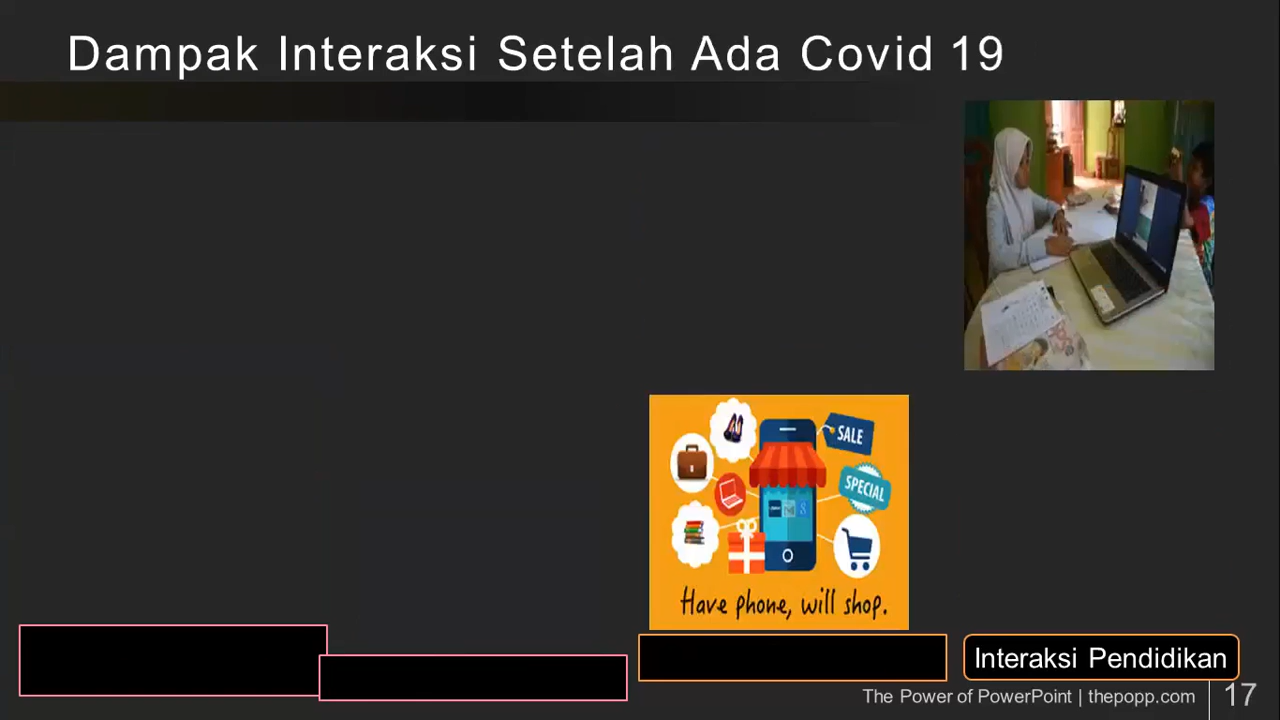 Dampak Interaksi Setelah Ada Covid 19
SALE
SPECIAL
Have phone, will shop.
Interaksi Pendidikan
The Power of PowerPoint | thepopp.com
17